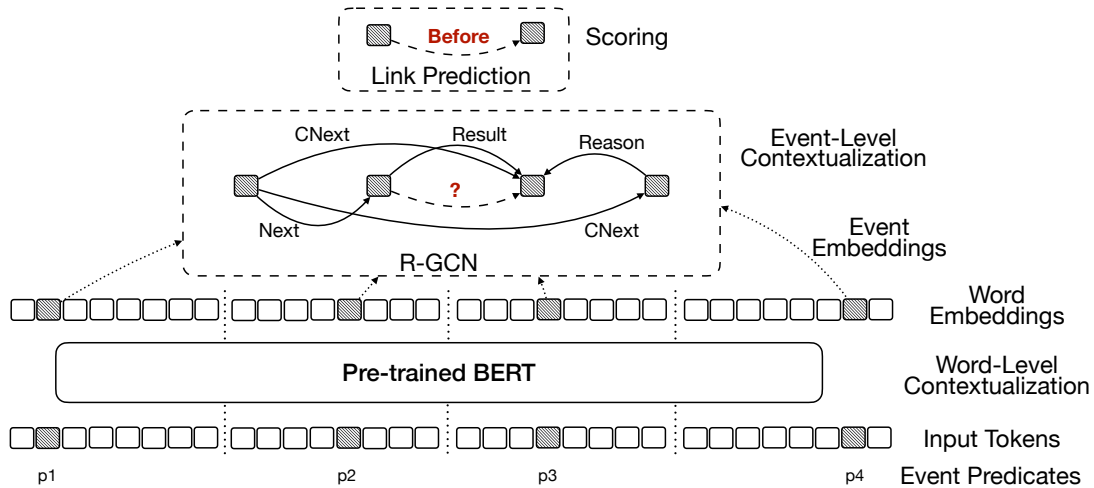 Before
Scoring
Link Prediction
CNext
Result
Reason
Event-Level
Contextualization
?
Next
CNext
Event
Embeddings
R-GCN
Word
Embeddings
Pre-trained BERT
Word-Level
Contextualization
Input Tokens
p1
p2
p3
p4
Event Predicates